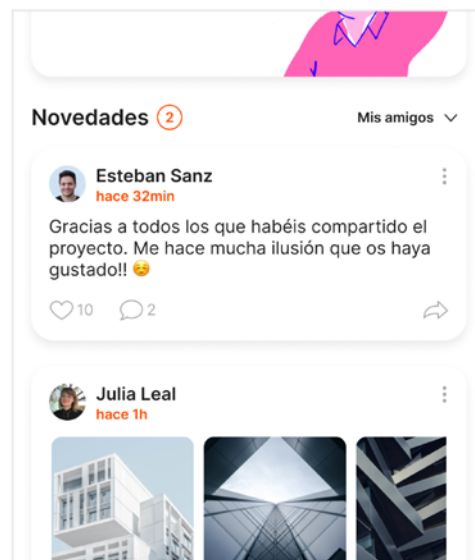 Novedades 2
Mis amigos
Esteban Sanz
hace 32min
Gracias a todos los que habéis compartido el
proyecto. Me hace mucha ilusión que os haya
gustado!! ☺️
10
2
Julia Leal
hace 1h